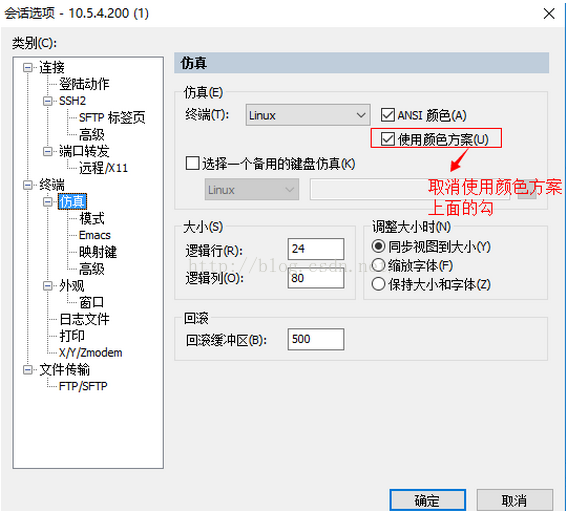 会话选项 - 10.5.4.200 (1)
类别(C):
连接
登陆动作
SSH2
SFTP 标签页
高级
端口转发
远程/X11
终端
仿真
模式
Emacs
映射键
高级
外观
窗口
日志文件
打印
X/Y/Zmodem
文件传输
FTP/SFTP
仿真
仿真(E)
终端(T):
Linux
ANSI 颜色(A)
使用颜色方案(U)
选择一个备用的键盘仿真(K)
Linux
取消使用颜色方案
上面的勾
大小(S)
逻辑行(R):
24
逻辑列(O):
80
调整大小时(N)
同步视图到大小(Y)
缩放字体(F)
保持大小和字体(Z)
http://blog.csdn.ne
回滚
回滚缓冲区(B):
500
确定
取消